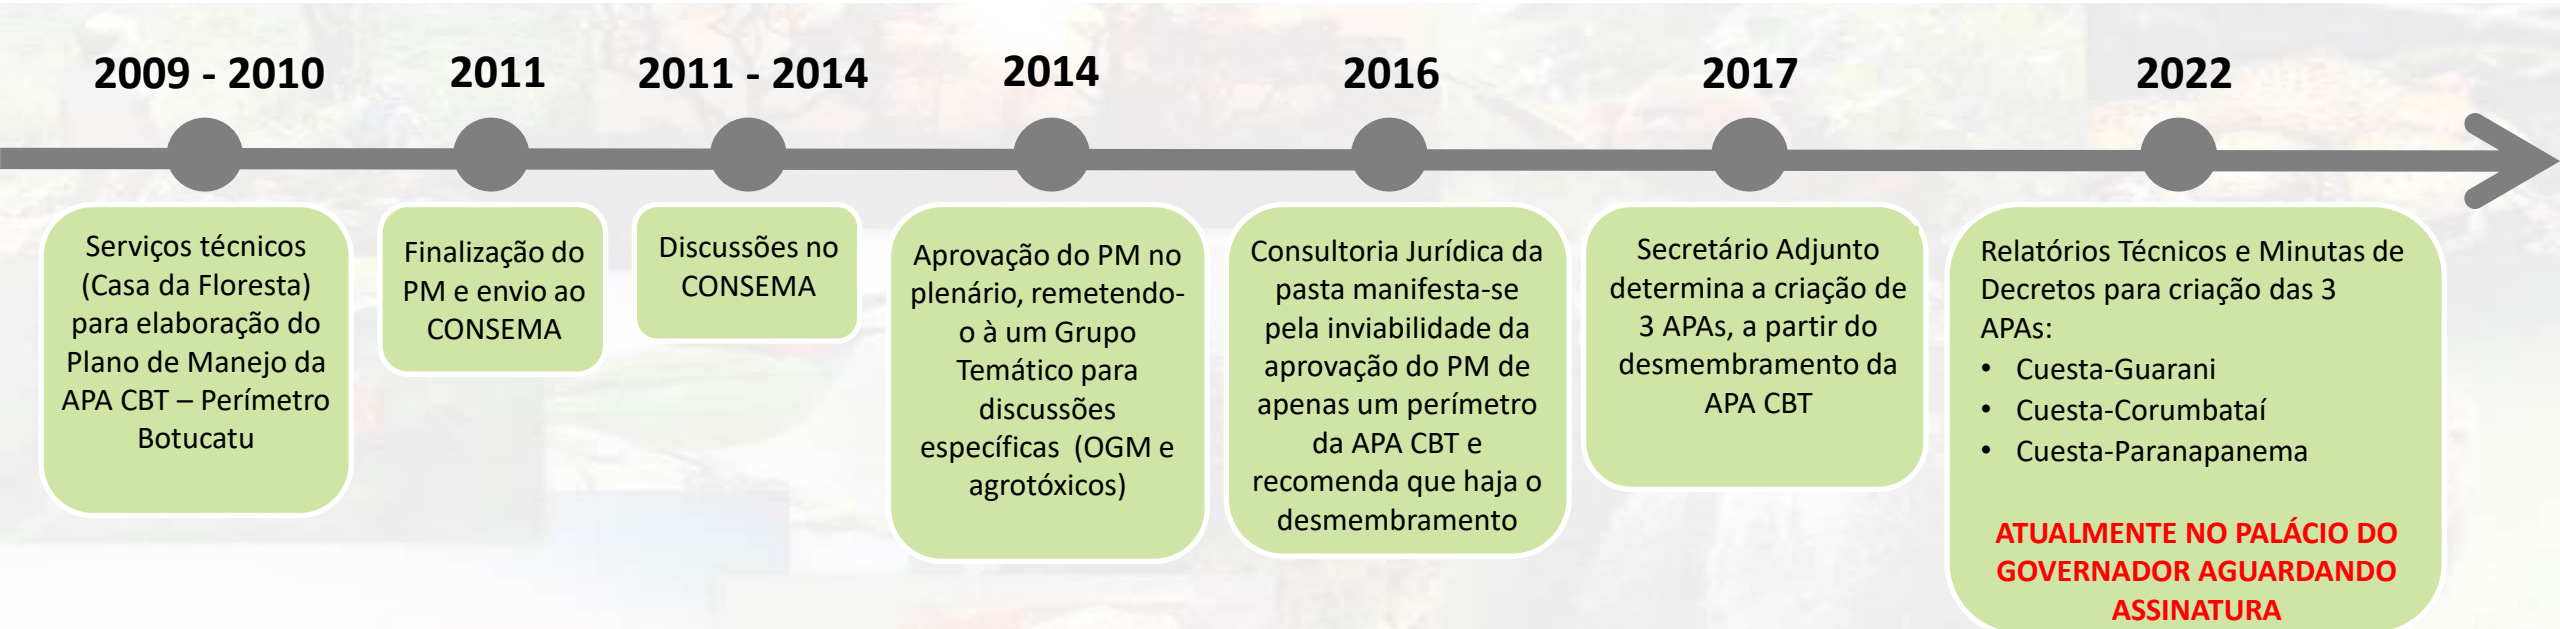 2009 - 2010
Serviços técnicos
(Casa da Floresta)
para elaboração do
Plano de Manejo da
APA CBT – Perímetro
Botucatu
2011
Finalização do
PM e envio ao
CONSEMA
2011 - 2014
Discussões no
CONSEMA
2014
Aprovação do PM no
plenário, remetendo-
o à um Grupo
Temático para
discussões
específicas (OGM e
agrotóxicos)
2016
Consultoria Jurídica da
pasta manifesta-se
pela inviabilidade da
aprovação do PM de
apenas um perímetro
da APA CBT e
recomenda que haja o
desmembramento
2017
Secretário Adjunto
determina a criação de
3 APAs, a partir do
desmembramento da
APA CBT
2022
Relatórios Técnicos e Minutas de
Decretos para criação das 3
APAs:
• Cuesta-Guarani
• Cuesta-Corumbataí
• Cuesta-Paranapanema
ATUALMENTE NO PALÁCIO DO
GOVERNADOR AGUARDANDO
ASSINATURA